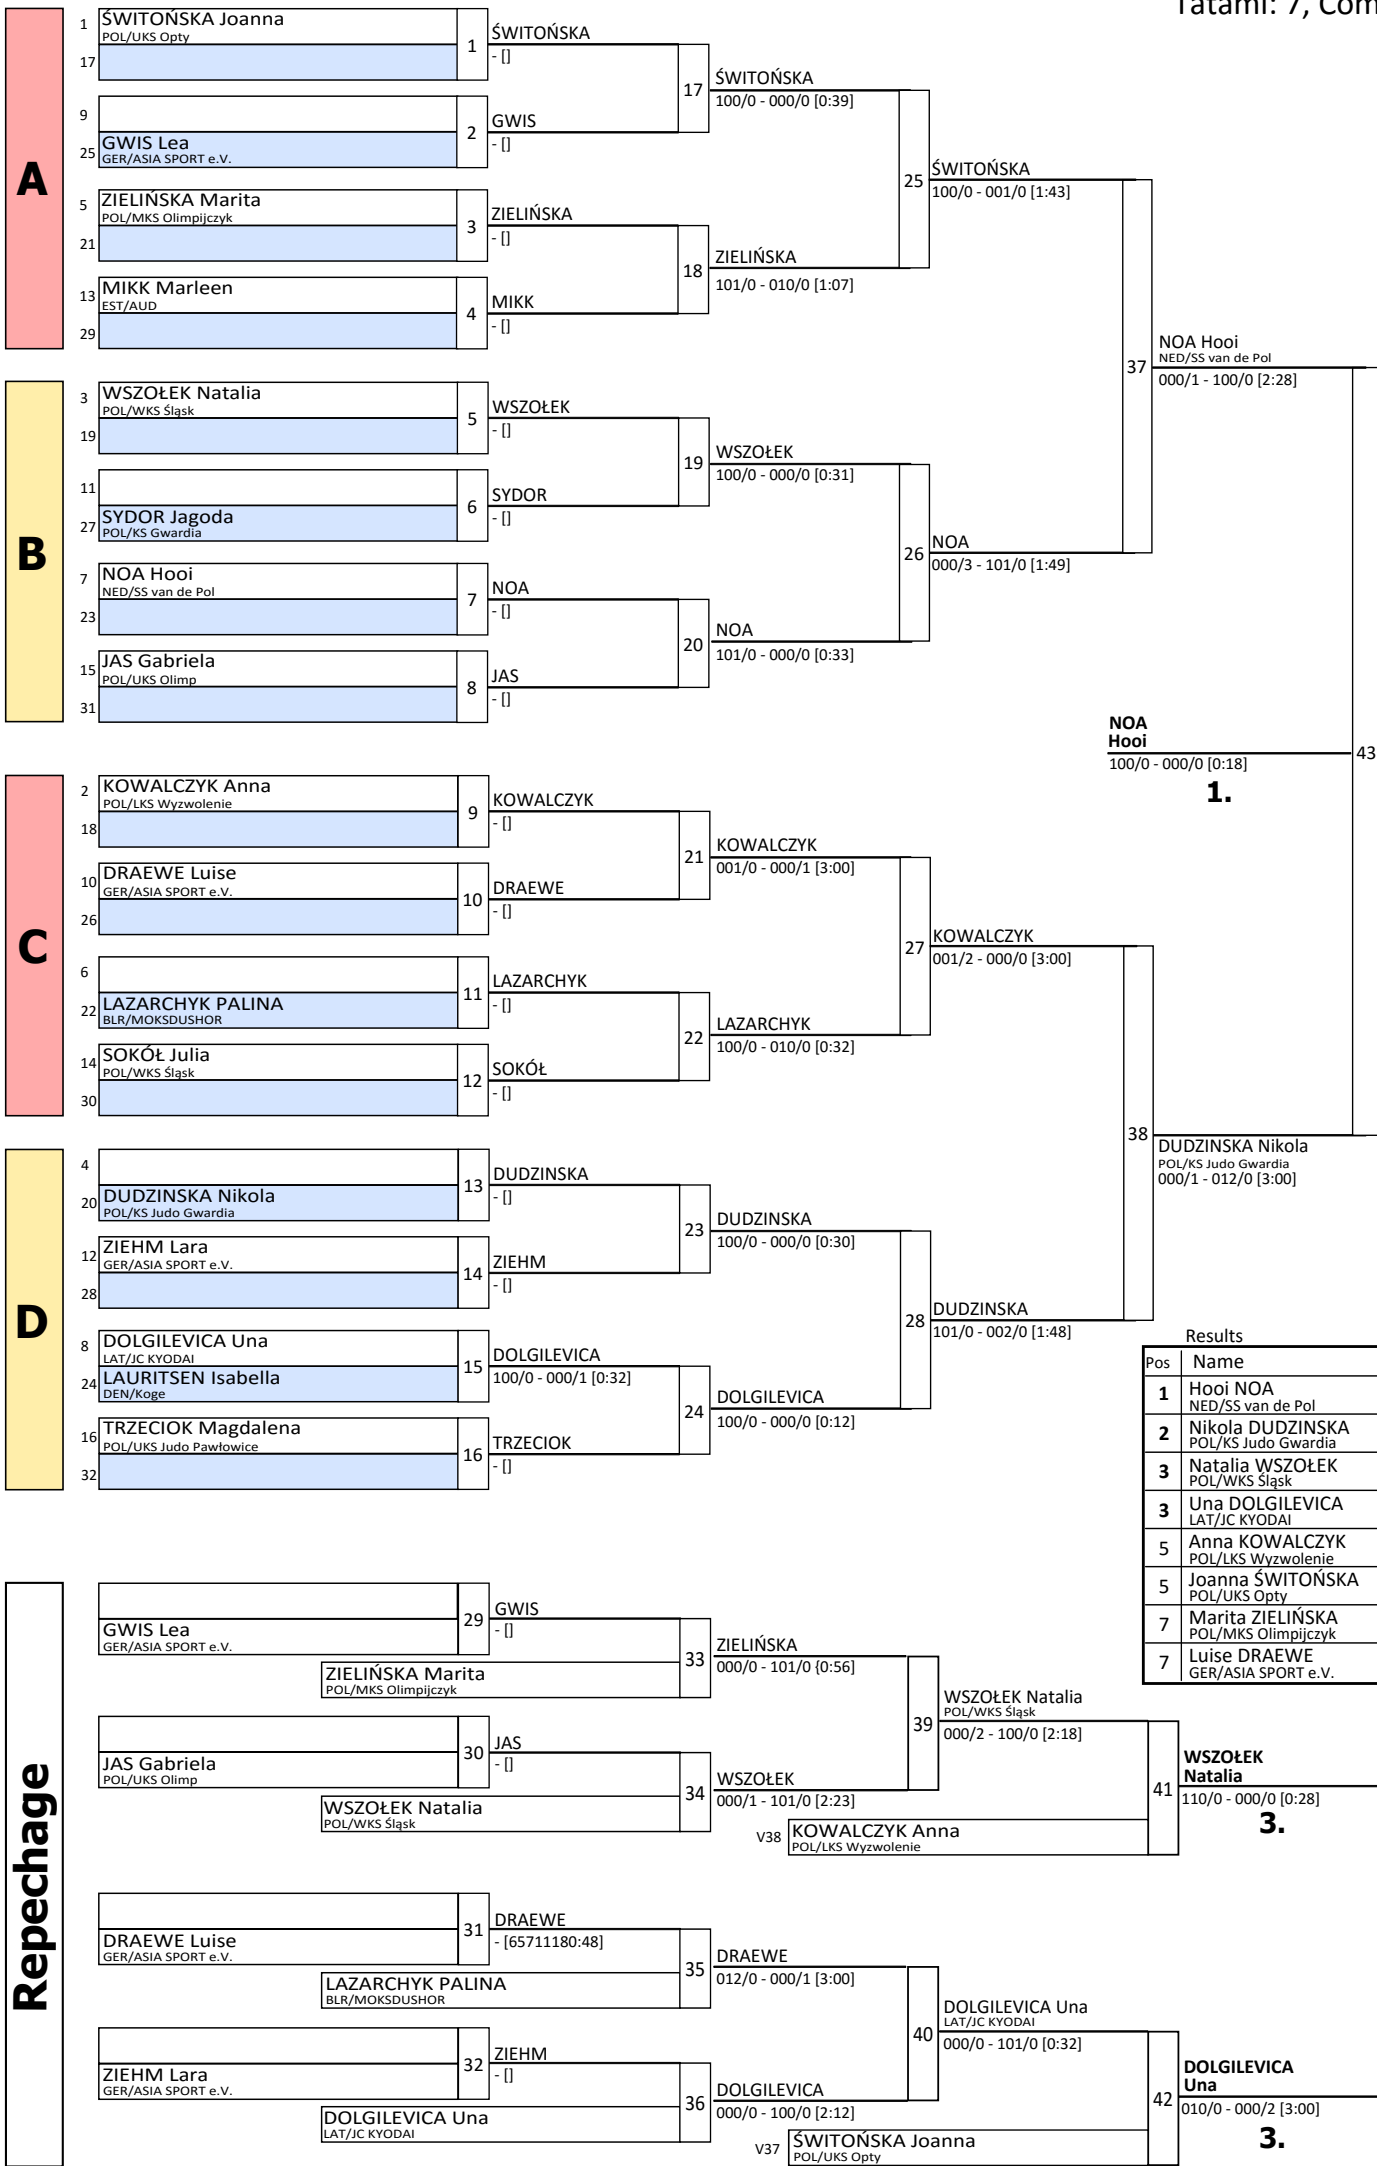 Tatami: 7, Com
A
1 ŚWITOŃSKA Joanna
POL/UKS Opty
17
1
ŚWITOŃSKA
- []
9
25 GWIS Lea
GER/ASIA SPORT e.V.
2
GWIS
- []
17
ŚWITOŃSKA
100/0 - 000/0 [0:39]
5 ZIELIŃSKA Marita
POL/MKS Olimpijczyk
21
3
ZIELIŃSKA
- []
13 MIKK Marleen
EST/AUD
29
4
MIKK
- []
18
ZIELIŃSKA
101/0 - 010/0 [1:07]
25
ŚWITOŃSKA
100/0 - 001/0 [1:43]
B
3 WSZOŁEK Natalia
POL/WKS Śląsk
19
5
WSZOŁEK
- []
11
27 SYDOR Jagoda
POL/KS Gwardia
6
SYDOR
- []
19
WSZOŁEK
100/0 - 000/0 [0:31]
7 NOA Hooi
NED/SS van de Pol
23
7
NOA
- []
15 JAS Gabriela
POL/UKS Olimp
31
8
JAS
- []
20
NOA
101/0 - 000/0 [0:33]
26
NOA
000/3 - 101/0 [1:49]
37
NOA Hooi
NED/SS van de Pol
000/1 - 100/0 [2:28]
NOA
Hooi
100/0 - 000/0 [0:18]
1.
43
C
2 KOWALCZYK Anna
POL/LKS Wyzwolenie
18
9
KOWALCZYK
- []
10 DRAEWE Luise
GER/ASIA SPORT e.V.
26
10
DRAEWE
- []
21
KOWALCZYK
001/0 - 000/1 [3:00]
6
22 LAZARCHYK PALINA
BLR/MOKSDUSHOR
11
LAZARCHYK
- []
14 SOKÓŁ Julia
POL/WKS Śląsk
30
12
SOKÓŁ
- []
22
LAZARCHYK
100/0 - 010/0 [0:32]
27
KOWALCZYK
001/2 - 000/0 [3:00]
D
4
20 DUDZINSKA Nikola
POL/KS Judo Gwardia
13
DUDZINSKA
- []
12 ZIEHM Lara
GER/ASIA SPORT e.V.
28
14
ZIEHM
- []
23
DUDZINSKA
100/0 - 000/0 [0:30]
8 DOLGILEVICA Una
LAT/JC KYODAI
24 LAURITSEN Isabella
DEN/Koge
15
DOLGILEVICA
100/0 - 000/1 [0:32]
16 TRZECIOK Magdalena
POL/UKS Judo Pawłowice
32
16
TRZECIOK
- []
24
DOLGILEVICA
100/0 - 000/0 [0:12]
28
DUDZINSKA
101/0 - 002/0 [1:48]
38
DUDZINSKA Nikola
POL/KS Judo Gwardia
000/1 - 012/0 [3:00]
Results
Pos Name
1 Hooi NOA
NED/SS van de Pol
2 Nikola DUDZINSKA
POL/KS Judo Gwardia
3 Natalia WSZOŁEK
POL/WKS Śląsk
3 Una DOLGILEVICA
LAT/JC KYODAI
5 Anna KOWALCZYK
POL/LKS Wyzwolenie
5 Joanna ŚWITOŃSKA
POL/UKS Opty
7 Marita ZIELIŃSKA
POL/MKS Olimpijczyk
7 Luise DRAEWE
GER/ASIA SPORT e.V.
Repechage
GWIS Lea
GER/ASIA SPORT e.V.
29
GWIS
- []
ZIELIŃSKA Marita
POL/MKS Olimpijczyk
33
ZIELIŃSKA
000/0 - 101/0 {0:56]
JAS Gabriela
POL/UKS Olimp
30
JAS
- []
WSZOŁEK Natalia
POL/WKS Śląsk
34
WSZOŁEK
000/1 - 101/0 [2:23]
39
WSZOŁEK Natalia
POL/WKS Śląsk
000/2 - 100/0 [2:18]
V38 KOWALCZYK Anna
POL/LKS Wyzwolenie
41
WSZOŁEK
Natalia
110/0 - 000/0 [0:28]
3.
DRAEWE Luise
GER/ASIA SPORT e.V.
31
DRAEWE
- [65711180:48]
LAZARCHYK PALINA
BLR/MOKSDUSHOR
35
DRAEWE
012/0 - 000/1 [3:00]
ZIEHM Lara
GER/ASIA SPORT e.V.
32
ZIEHM
- []
DOLGILEVICA Una
LAT/JC KYODAI
36
DOLGILEVICA
000/0 - 100/0 [2:12]
40
DOLGILEVICA Una
LAT/JC KYODAI
000/0 - 101/0 [0:32]
V37 ŚWITOŃSKA Joanna
POL/UKS Opty
42
DOLGILEVICA
Una
010/0 - 000/2 [3:00]
3.